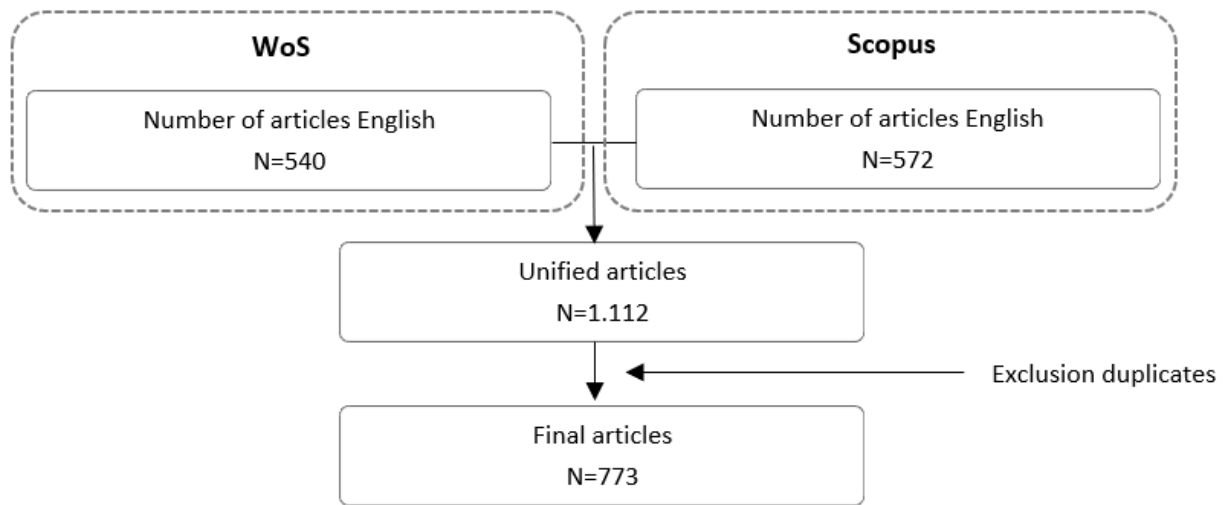 WoS
Scopus
Number of articles English
N=540
Number of articles English
N=572
Unified articles
N=1.112
Exclusion duplicates
Final articles
N=773